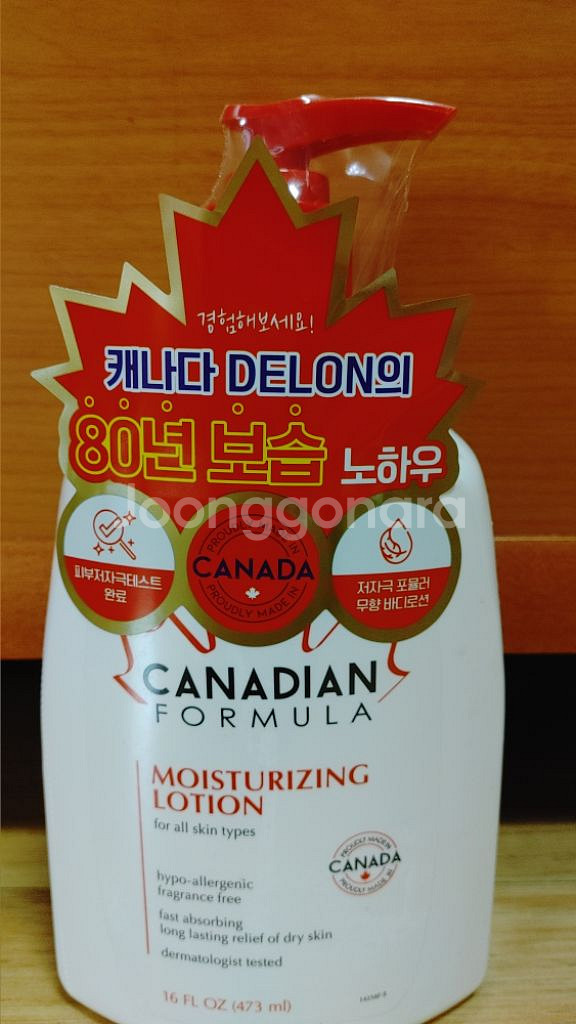 경험해보세요!
캐나다 DELON의
80년 보습 노하우
joonggonara
피부저자극테스트
완료
PROUDLY MADE IN
CANADA
PROUDLY MADE IN
저자극 포뮬러
무향 바디로션
CANADIAN
FORMULA
MOISTURIZING
LOTION
for all skin types
PROUDLY MADE IN
CANADA
PROUDLY MADE IN
hypo-allergenic
fragrance free
fast absorbing
long lasting relief of dry skin
dermatologist tested
16 FL OZ (473 ml)